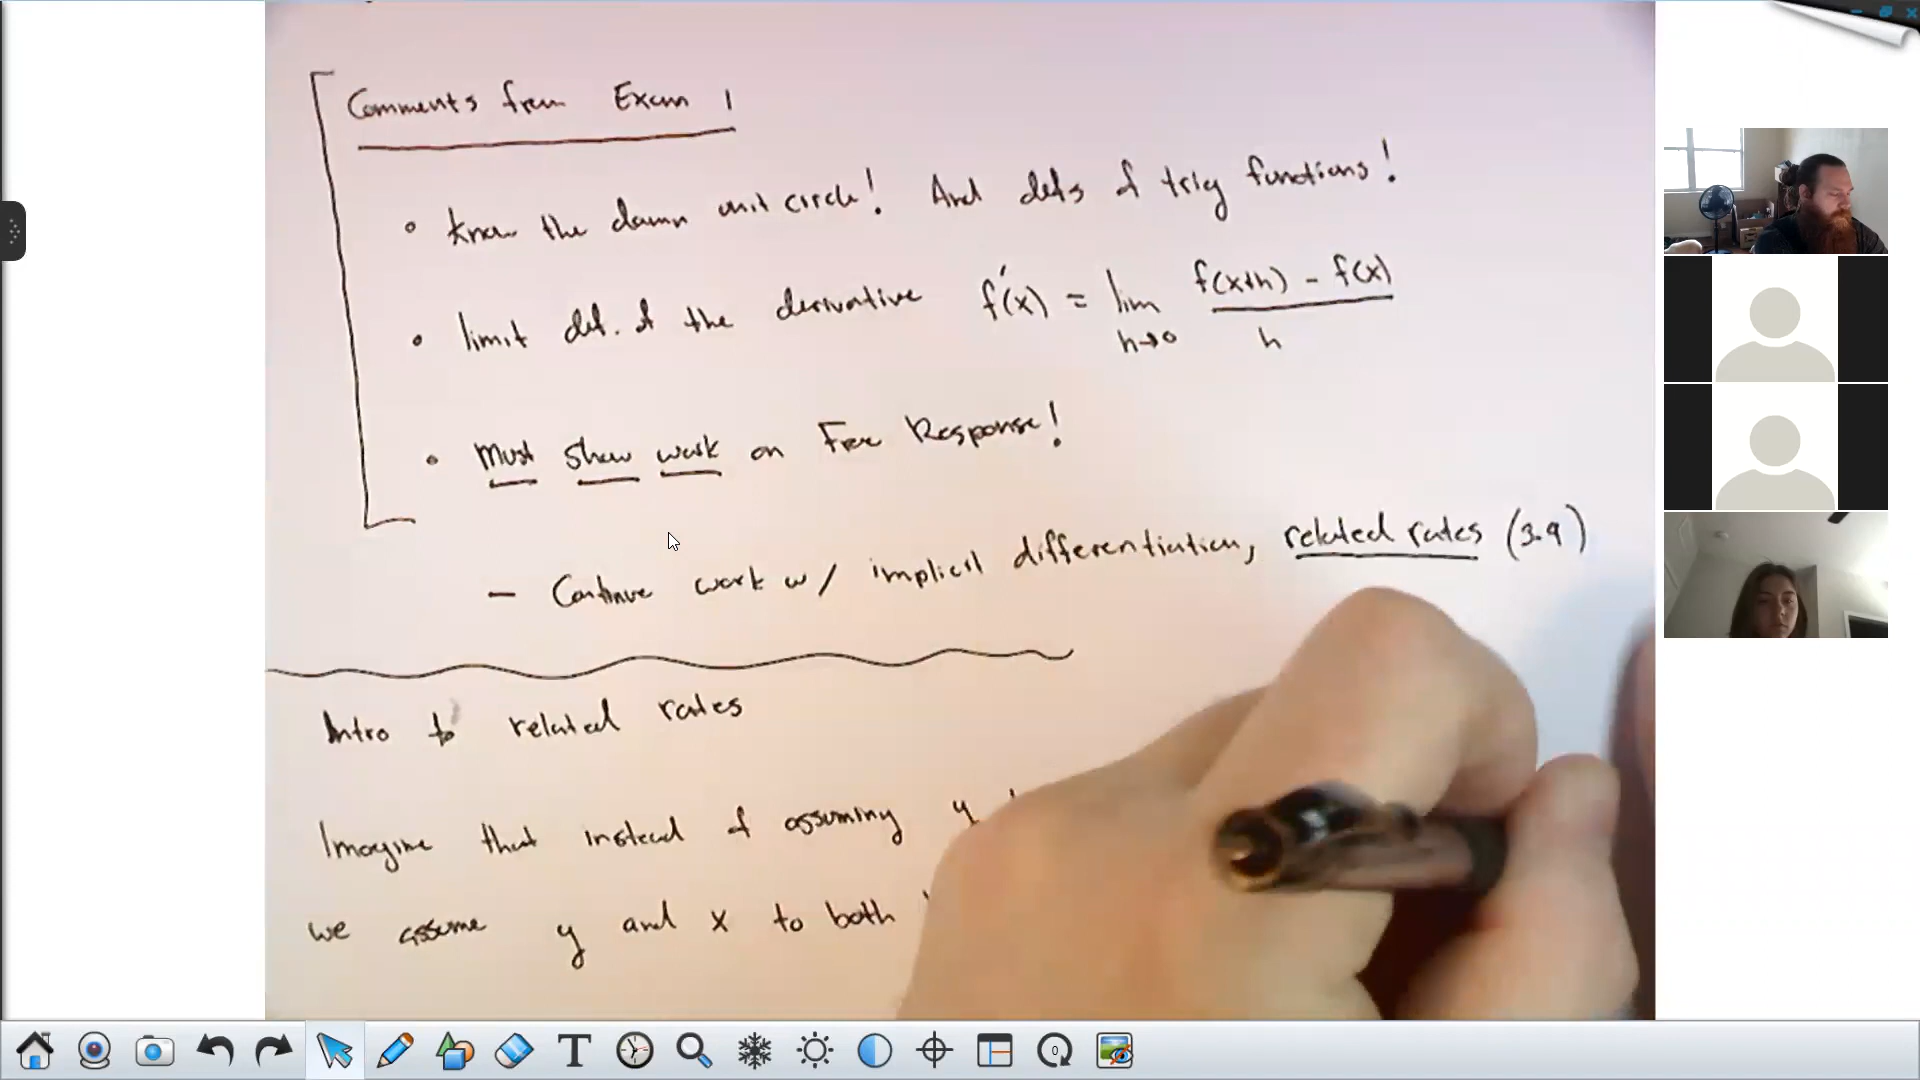 Comments from Exam 1
• know the damn unit circle! And defs of trig functions!
• limit def. of the derivative f'(x) = lim h→0 f(x+h) - f(x) / h
• Must show work on Free Response!
— Continue work w/ implicit differentiation, related rates (3.9)
Intro to related rates
Imagine that instead of assuming y
we assume y and x to both